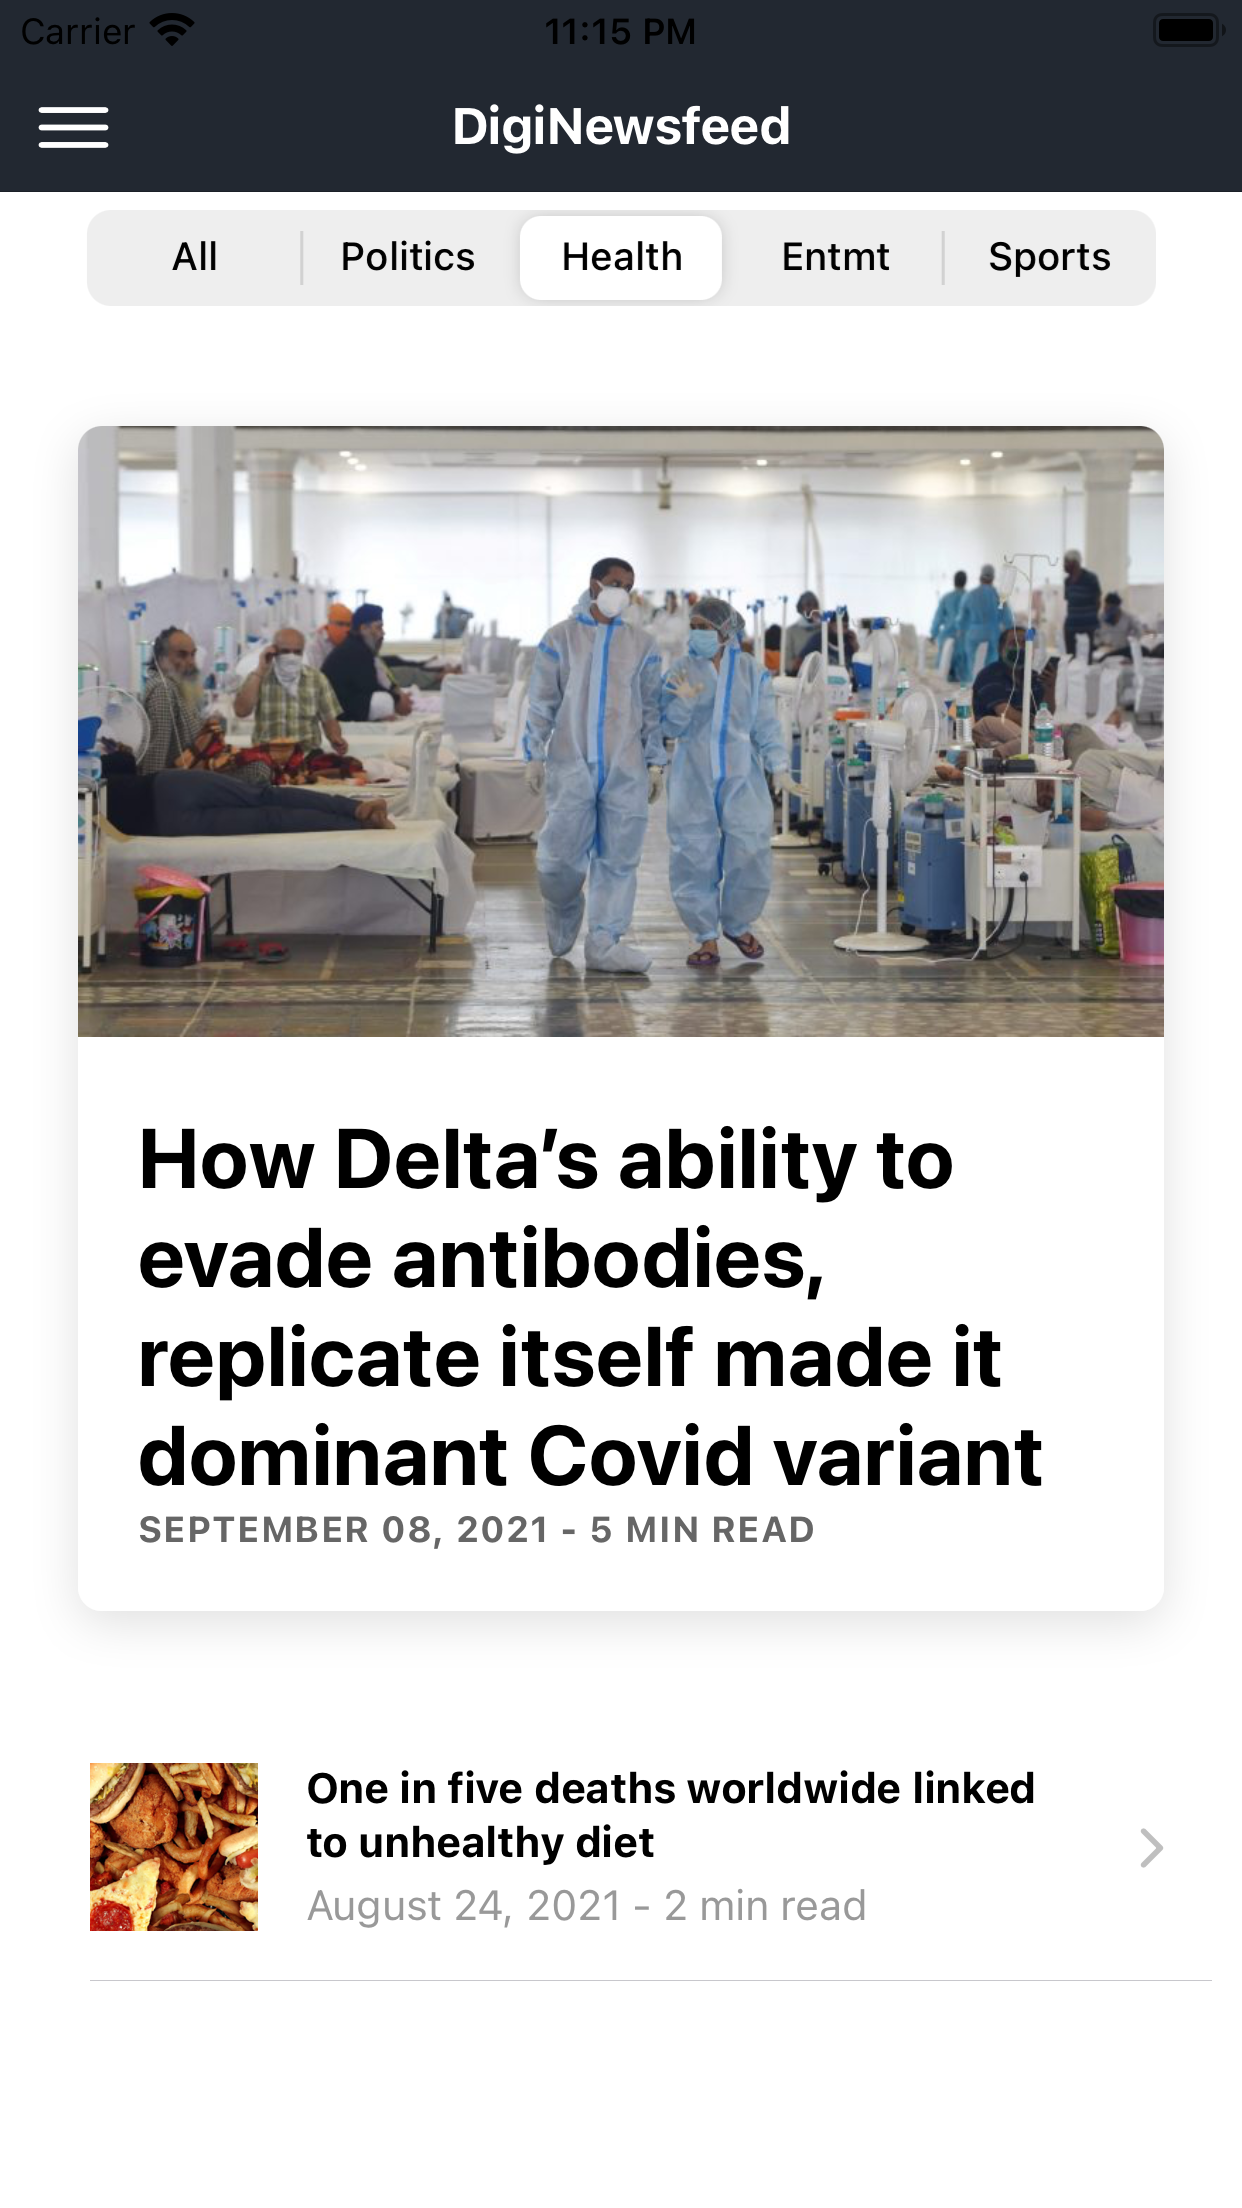 Carrier 11:15 PM
DigiNewsfeed
All Politics Health Entmt Sports
How Delta’s ability to
evade antibodies,
replicate itself made it
dominant Covid variant
SEPTEMBER 08, 2021 - 5 MIN READ
One in five deaths worldwide linked
to unhealthy diet
August 24, 2021 - 2 min read